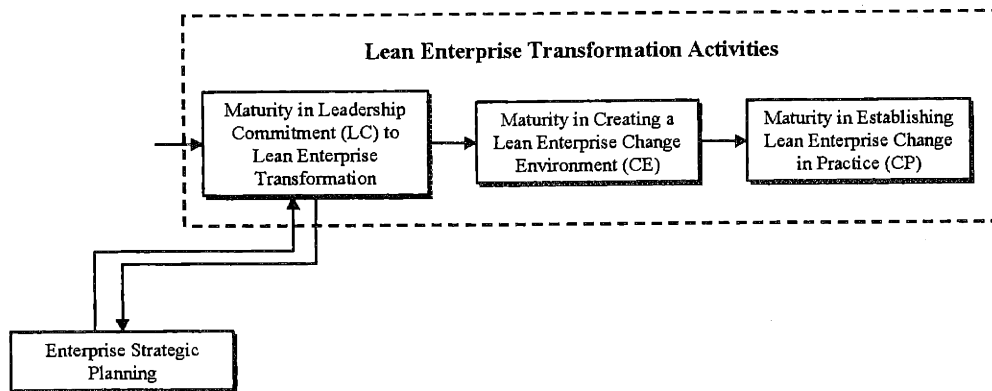 Lean Enterprise Transformation Activities
Maturity in Leadership
Commitment (LC) to
Lean Enterprise
Transformation
Maturity in Creating a
Lean Enterprise Change
Environment (CE)
Maturity in Establishing
Lean Enterprise Change
in Practice (CP)
Enterprise Strategic
Planning